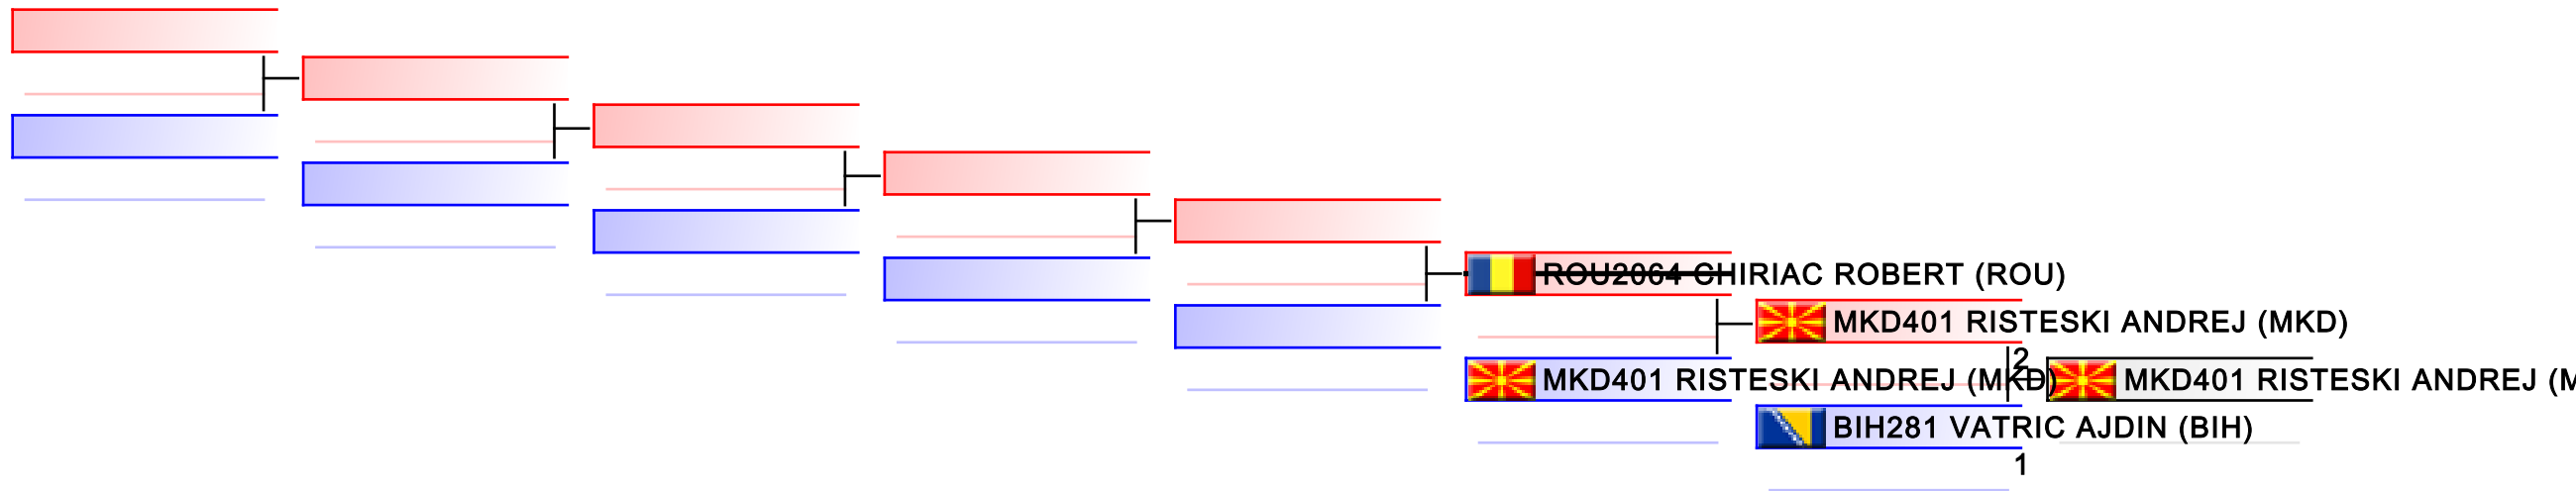 ROU2064 CHIRIAC ROBERT (ROU)
MKD401 RISTESKI ANDREJ (MKD)
2
MKD401 RISTESKI ANDREJ (MKD)
MKD401 RISTESKI ANDREJ (M
BIH281 VATRIC AJDIN (BIH)
1